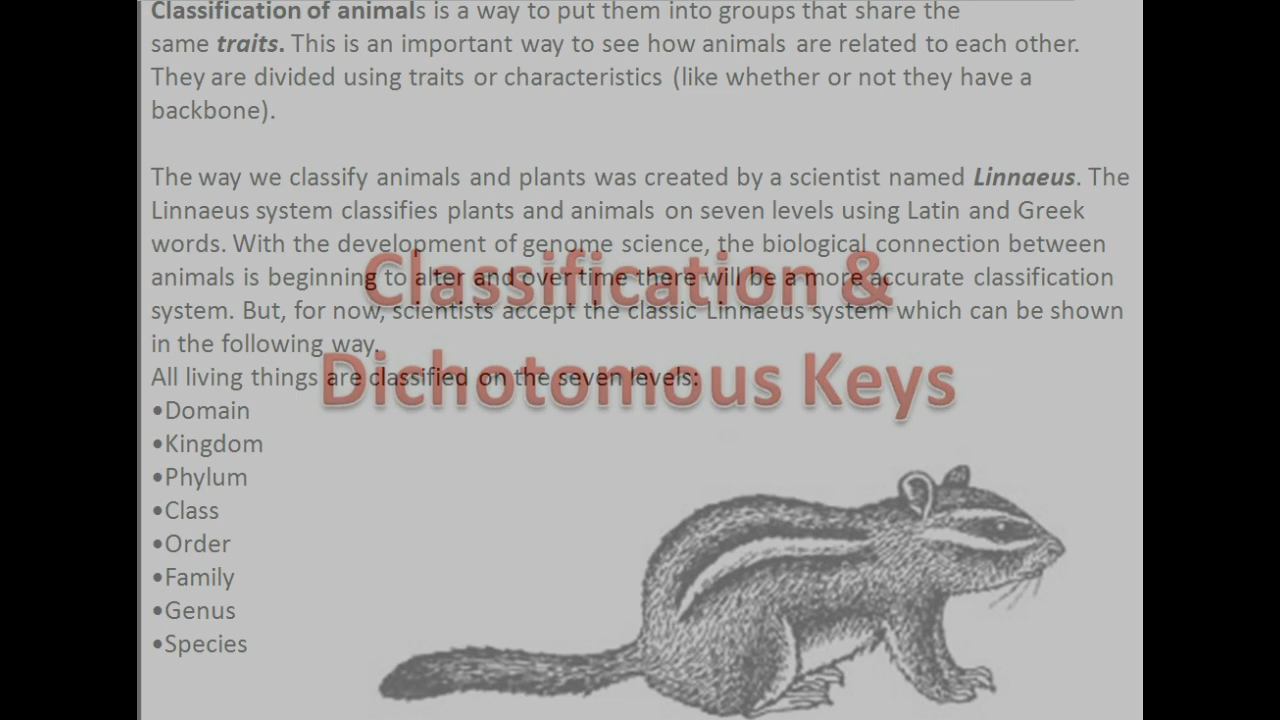 Classification of animals is a way to put them into groups that share the
same traits. This is an important way to see how animals are related to each other.
They are divided using traits or characteristics (like whether or not they have a
backbone).
The way we classify animals and plants was created by a scientist named Linnaeus. The
Linnaeus system classifies plants and animals on seven levels using Latin and Greek
words. With the development of genome science, the biological connection between
animals is beginning to alter and over time there will be a more accurate classification
system. But, for now, scientists accept the classic Linnaeus system which can be shown
in the following way.
All living things are classified on the seven levels:
•Domain
•Kingdom
•Phylum
•Class
•Order
•Family
•Genus
•Species
Classification &
Dichotomous Keys